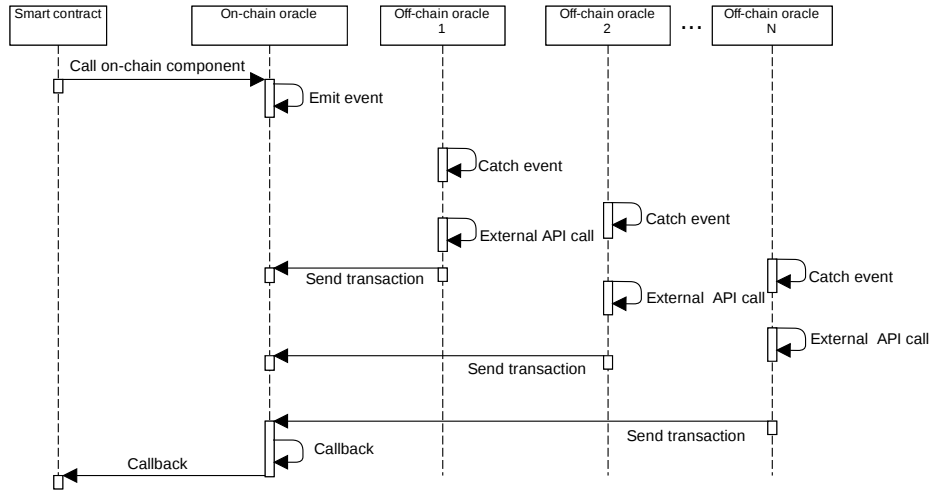 Smart contract
On-chain oracle
Off-chain oracle
1
Off-chain oracle
2
...
Off-chain oracle
N
Call on-chain component
Emit event
Catch event
Catch event
External API call
Catch event
Send transaction
External  API call
External  API call
Send transaction
Send transaction
Callback
Callback